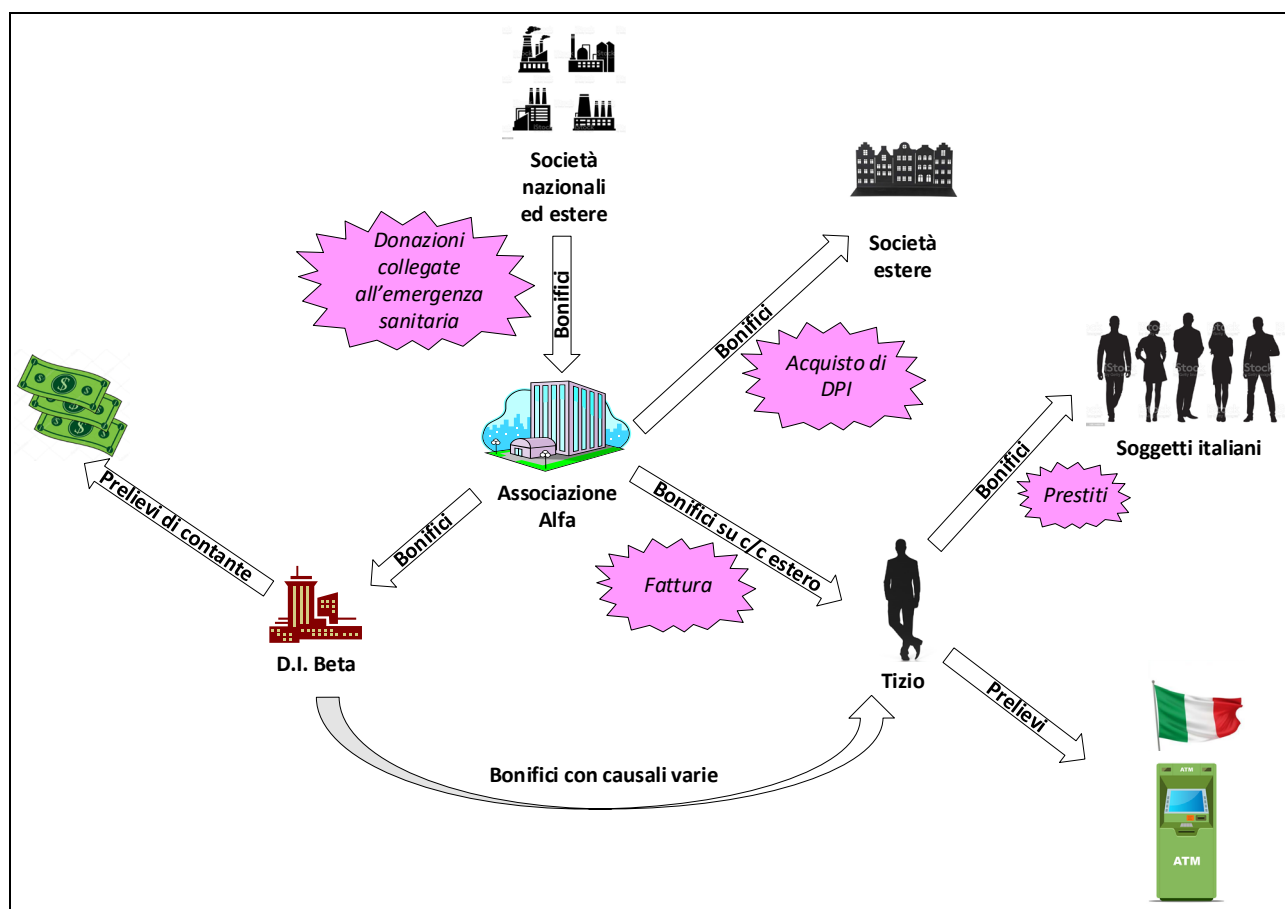 Società
nazionali
ed estere
Donazioni
collegate
all'emergenza
sanitaria
Bonifici
Società
estere
Bonifici
Acquisto di
DPI
iStock
Soggetti italiani
Bonifici
Prestiti
Associazione
Alfa
Prelievi di contante
Bonifici
Bonifici su c/c estero
Fattura
D.I. Beta
Tizio
Prelievi
Bonifici con causali varie
ATM
ATM